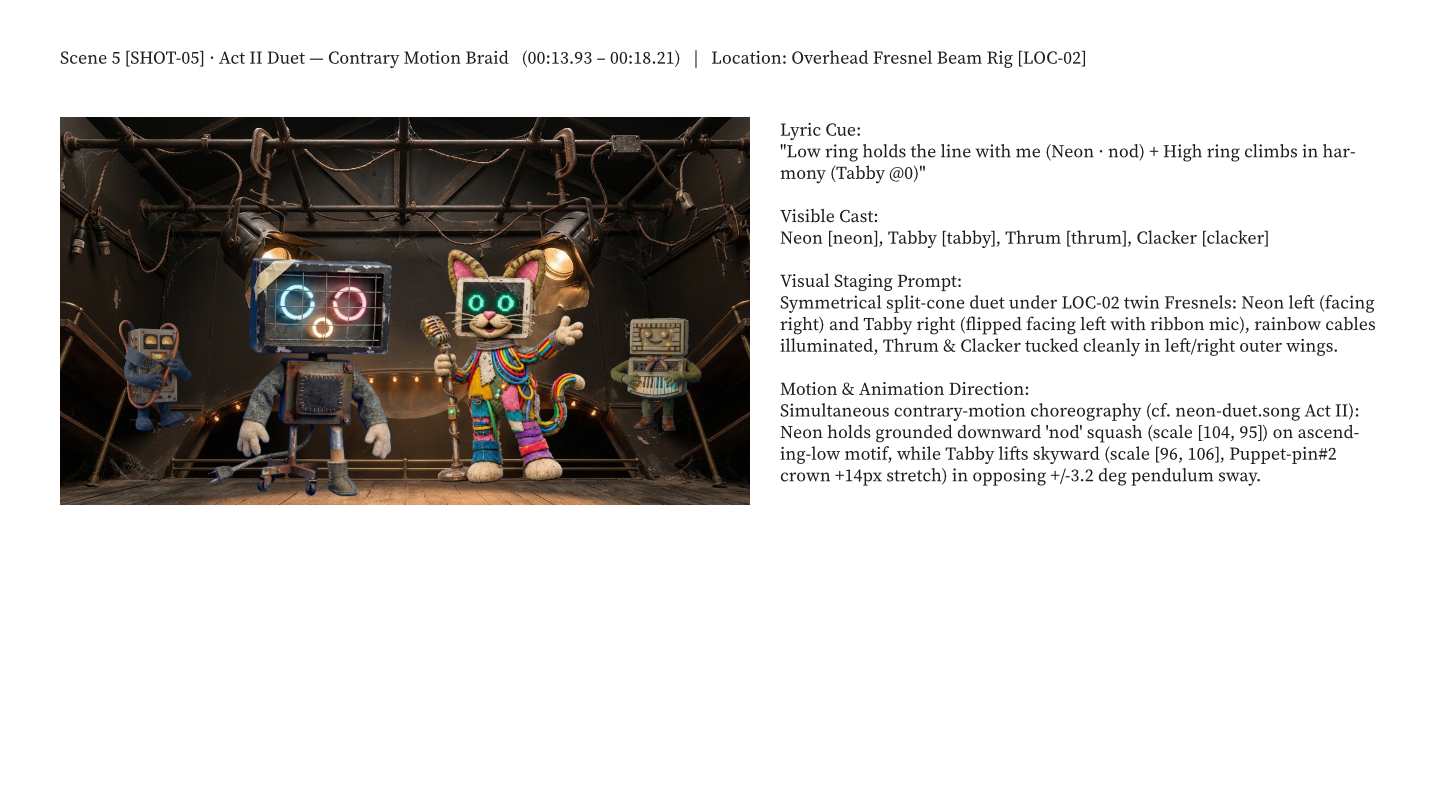 Scene 5 [SHOT-05] · Act II Duet — Contrary Motion Braid (00:13.93 – 00:18.21) | Location: Overhead Fresnel Beam Rig [LOC-02]
Lyric Cue:
"Low ring holds the line with me (Neon · nod) + High ring climbs in har-
mony (Tabby @0)"
Visible Cast:
Neon [neon], Tabby [tabby], Thrum [thrum], Clacker [clacker]
Visual Staging Prompt:
Symmetrical split-cone duet under LOC-02 twin Fresnels: Neon left (facing
right) and Tabby right (flipped facing left with ribbon mic), rainbow cables
illuminated, Thrum & Clacker tucked cleanly in left/right outer wings.
Motion & Animation Direction:
Simultaneous contrary-motion choreography (cf. neon-duet.song Act II):
Neon holds grounded downward 'nod' squash (scale [104, 95]) on ascend-
ing-low motif, while Tabby lifts skyward (scale [96, 106], Puppet-pin#2
crown +14px stretch) in opposing +/-3.2 deg pendulum sway.